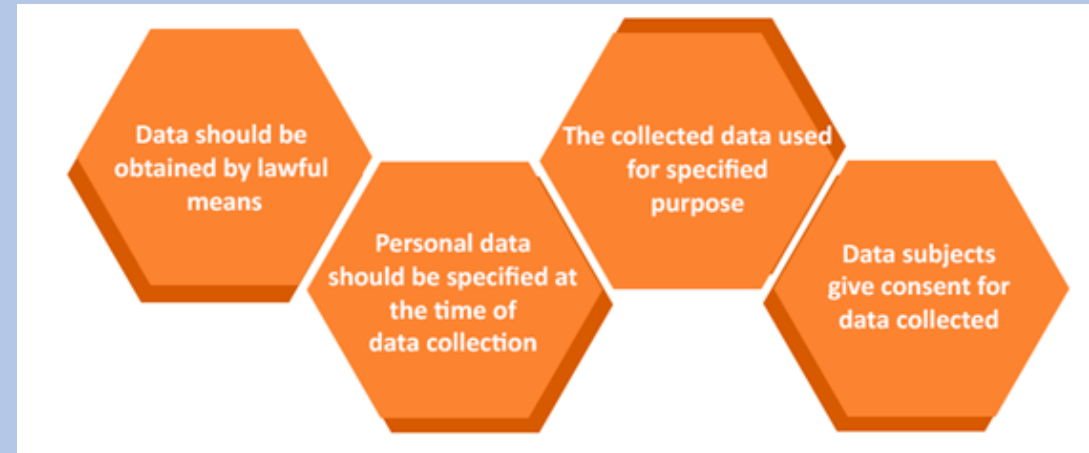 Data should be
obtained by lawful
means
Personal data
should be specified at
the time of
data collection
The collected data used
for specified
purpose
Data subjects
give consent for
data collected